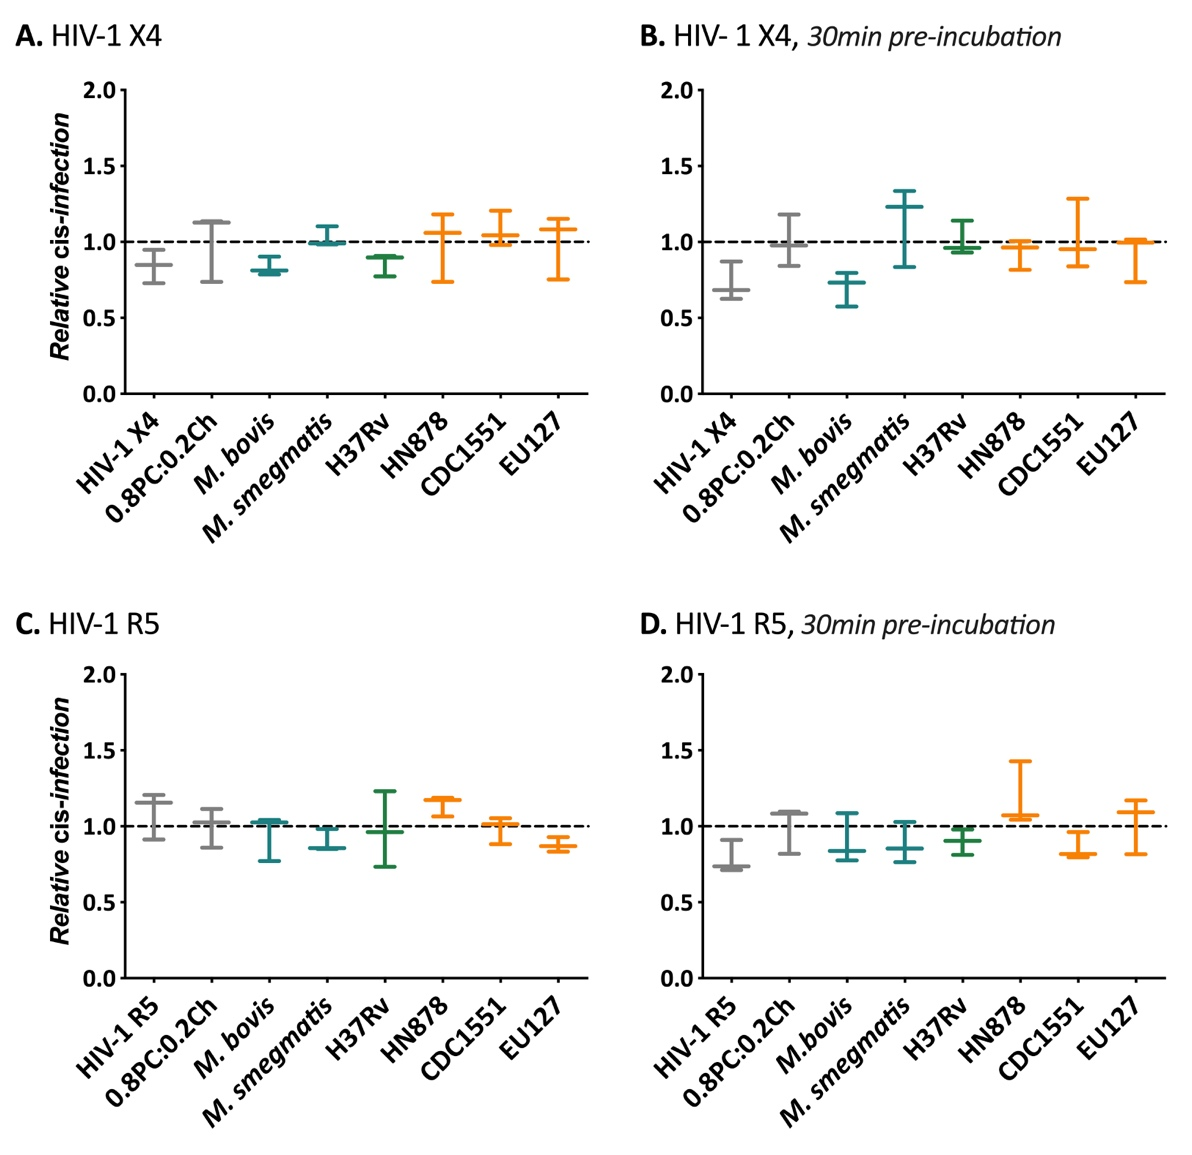 A. HIV-1 X4
Relative cis-infection
2.0
1.5
1.0
0.5
0.0
HIV-1 X4
0.8PC:0.2Ch
M. bovis
M. smegmatis
H37Rv
HN878
CDC1551
EU127
B. HIV- 1 X4, 30min pre-incubation
2.0
1.5
1.0
0.5
0.0
HIV-1 X4
0.8PC:0.2Ch
M. bovis
M. smegmatis
H37Rv
HN878
CDC1551
EU127
C. HIV-1 R5
Relative cis-infection
2.0
1.5
1.0
0.5
0.0
HIV-1 R5
0.8PC:0.2Ch
M. bovis
M. smegmatis
H37Rv
HN878
CDC1551
EU127
D. HIV-1 R5, 30min pre-incubation
2.0
1.5
1.0
0.5
0.0
HIV-1 R5
0.8PC:0.2Ch
M.bovis
M. smegmatis
H37Rv
HN878
CDC1551
EU127